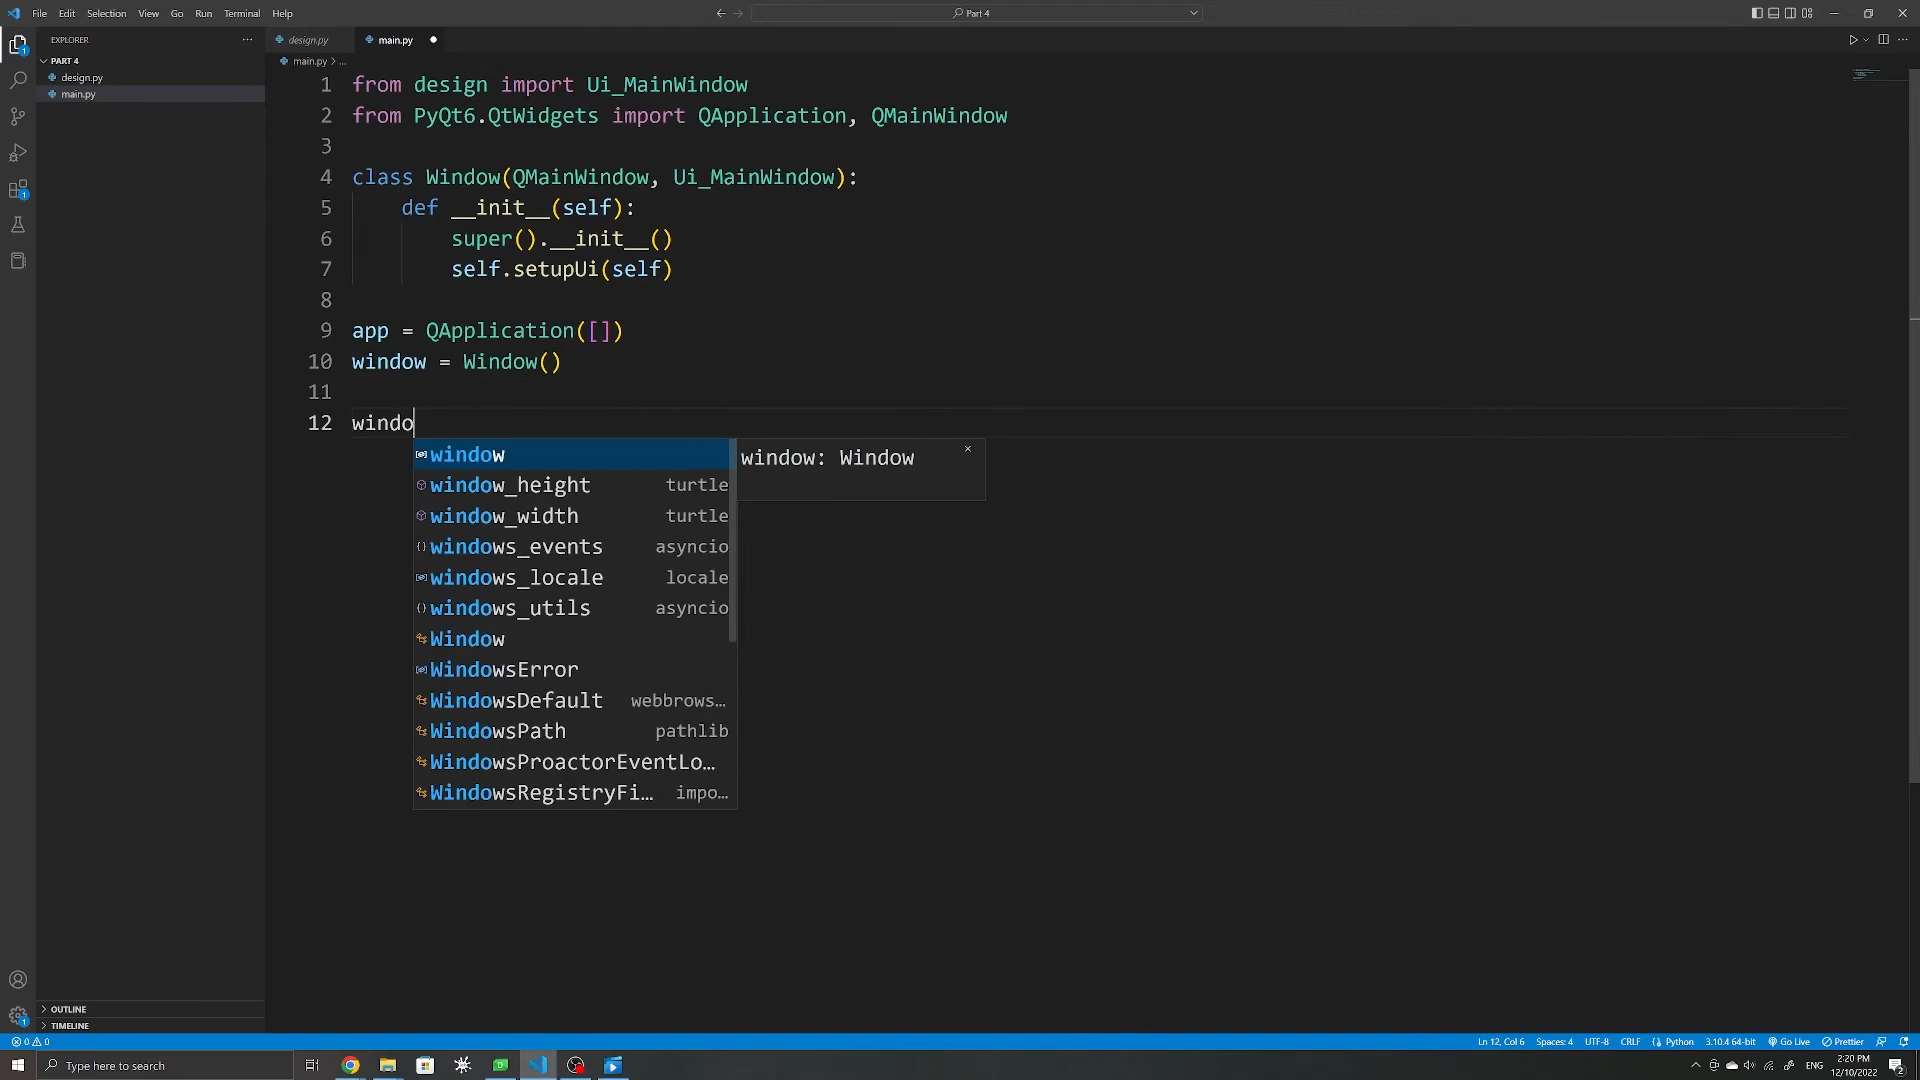 File Edit Selection View Go Run Terminal Help
Part 4
EXPLORER
PART 4
design.py
main.py
OUTLINE
TIMELINE
design.py main.py
main.py > ...
1 from design import Ui_MainWindow
2 from PyQt6.QtWidgets import QApplication, QMainWindow
3
4 class Window(QMainWindow, Ui_MainWindow):
5 def __init__(self):
6 super().__init__()
7 self.setupUi(self)
8
9 app = QApplication([])
10 window = Window()
11
12 windo
window
window_height turtle
window_width turtle
windows_events asyncio
windows_locale locale
windows_utils asyncio
Window
WindowsError
WindowsDefault webbrows...
WindowsPath pathlib
WindowsProactorEventLo...
WindowsRegistryFi... impo...
window: Window
0 0
Ln 12, Col 6 Spaces: 4 UTF-8 CRLF Python 3.10.4 64-bit Go Live Prettier
Type here to search
ENG
2:20 PM
12/10/2022